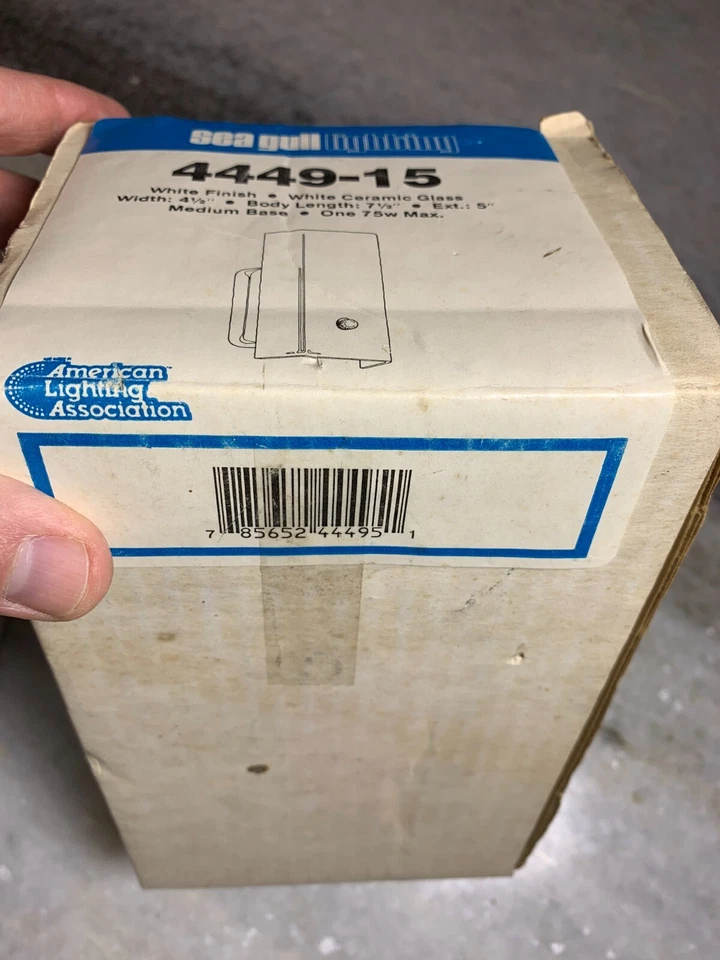 sea gull lighting
4449-15
White Finish • White Ceramic Glass
Width: 4½" • Body Length: 7½" • Ext.: 5"
Medium Base • One 75w Max.
American
Lighting
Association
7 85652 44495 1